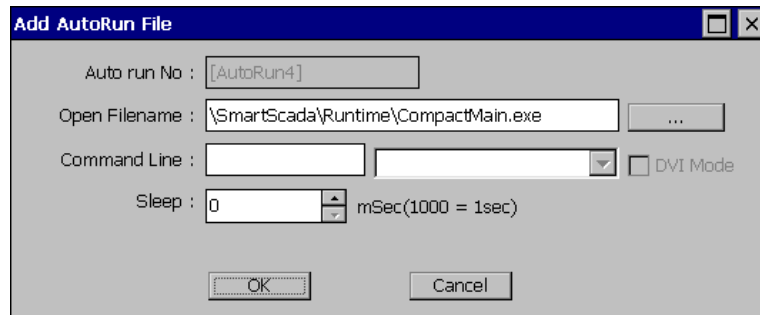 Add AutoRun File
Auto run No : [AutoRun4]
Open Filename : \SmartScada\Runtime\CompactMain.exe ...
Command Line : DVI Mode
Sleep : 0 mSec(1000 = 1sec)
OK Cancel